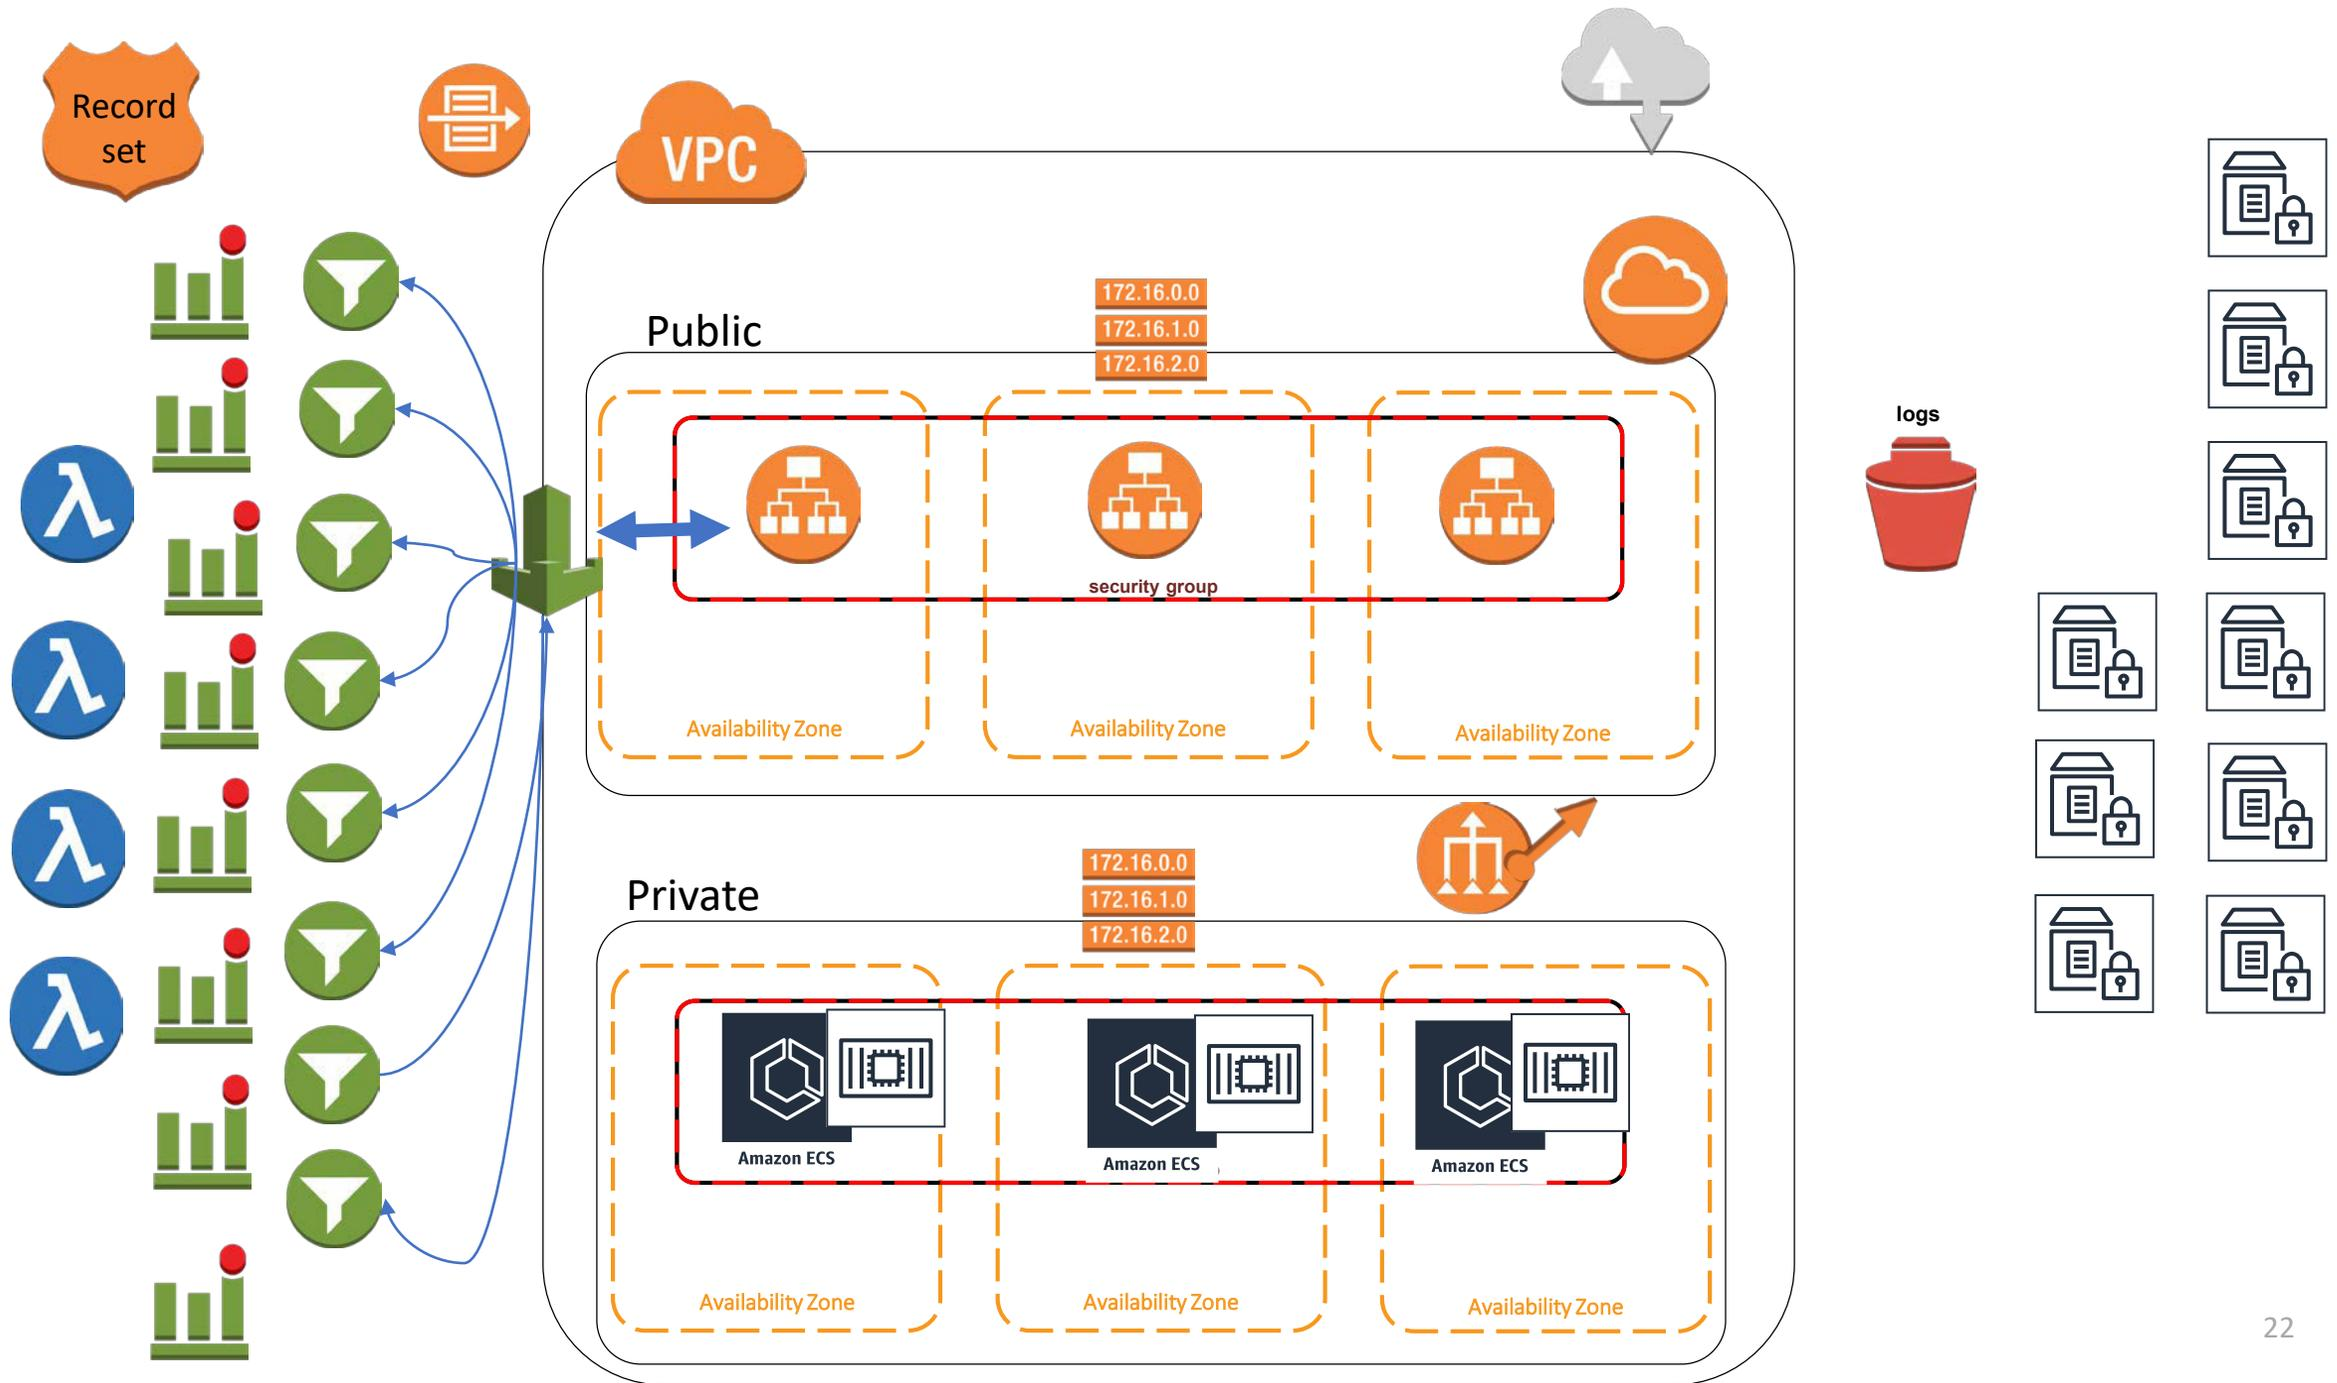 Record
set
VPC
172.16.0.0
172.16.1.0
172.16.2.0
Public
logs
security group
Availability Zone
Availability Zone
Availability Zone
172.16.0.0
172.16.1.0
172.16.2.0
Private
Amazon ECS
Amazon ECS
Amazon ECS
Availability Zone
Availability Zone
Availability Zone
22